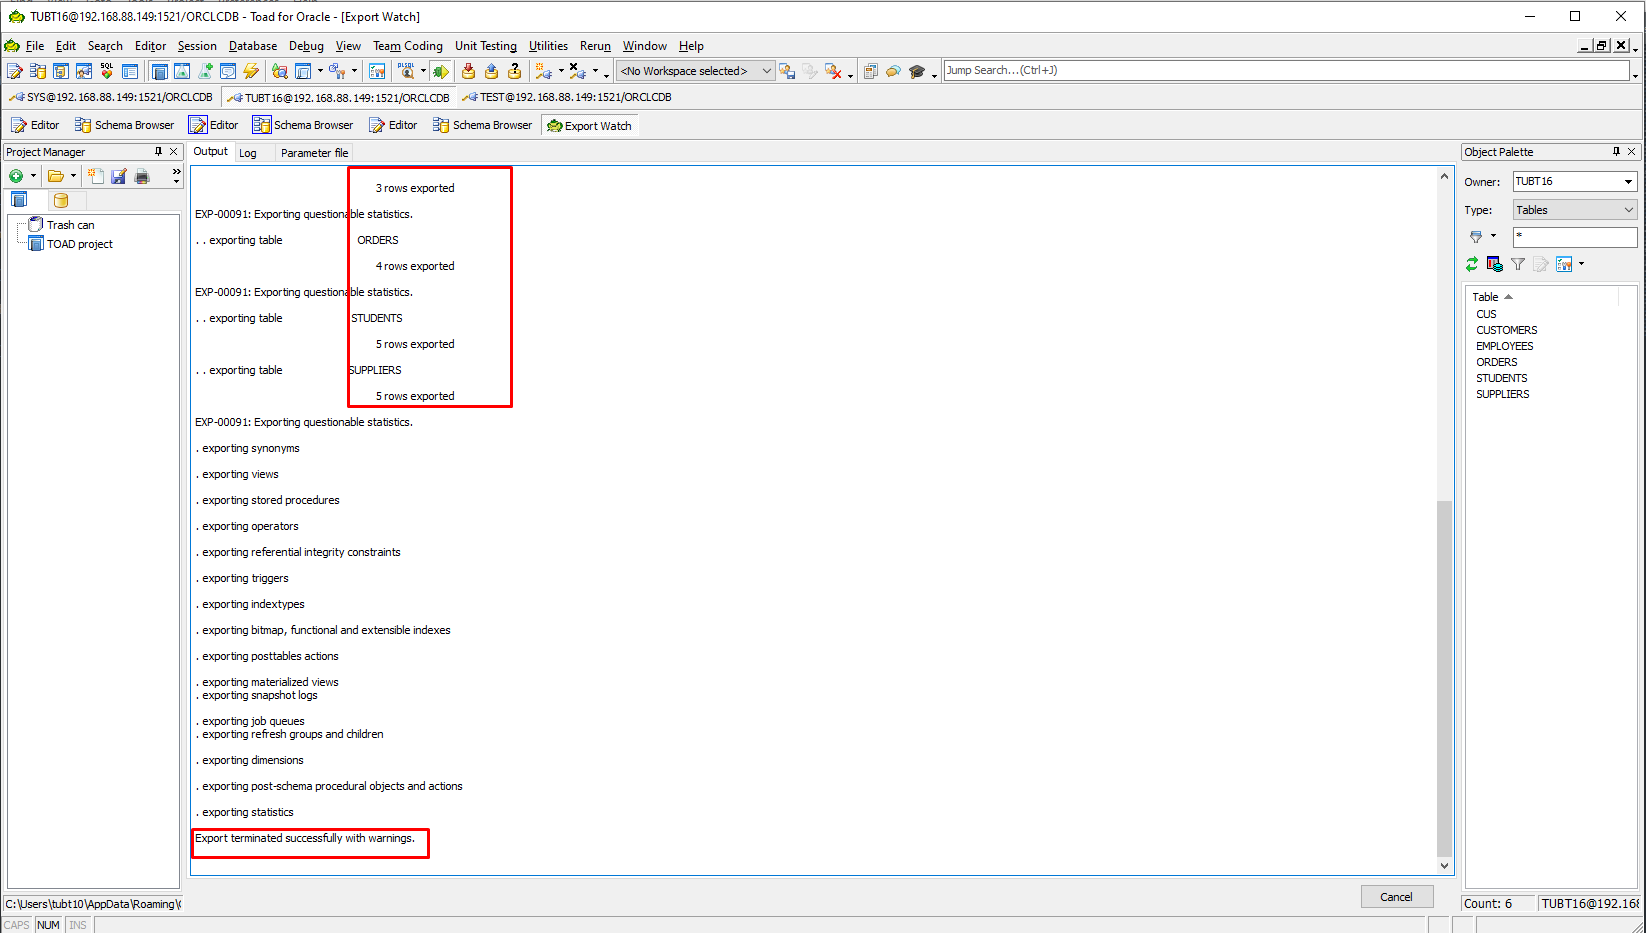 TUBT16@192.168.88.149:1521/ORCLCDB - Toad for Oracle - [Export Watch]
File Edit Search Editor Session Database Debug View Team Coding Unit Testing Utilities Rerun Window Help
SQL PL/SQL <No Workspace selected> Jump Search...(Ctrl+J)
SYS@192.168.88.149:1521/ORCLCDB TUBT16@192.168.88.149:1521/ORCLCDB TEST@192.168.88.149:1521/ORCLCDB
Editor Schema Browser Editor Schema Browser Editor Schema Browser Export Watch
Project Manager
Trash can
TOAD project
Output Log Parameter file
3 rows exported
EXP-00091: Exporting questionable statistics.
. . exporting table ORDERS
4 rows exported
EXP-00091: Exporting questionable statistics.
. . exporting table STUDENTS
5 rows exported
. . exporting table SUPPLIERS
5 rows exported
EXP-00091: Exporting questionable statistics.
. exporting synonyms
. exporting views
. exporting stored procedures
. exporting operators
. exporting referential integrity constraints
. exporting triggers
. exporting indextypes
. exporting bitmap, functional and extensible indexes
. exporting posttables actions
. exporting materialized views
. exporting snapshot logs
. exporting job queues
. exporting refresh groups and children
. exporting dimensions
. exporting post-schema procedural objects and actions
. exporting statistics
Export terminated successfully with warnings.
Cancel
Object Palette
Owner: TUBT16
Type: Tables
*
Table
CUS
CUSTOMERS
EMPLOYEES
ORDERS
STUDENTS
SUPPLIERS
C:\Users\tubt10\AppData\Roaming\
Count: 6 TUBT16@192.168
CAPS NUM INS